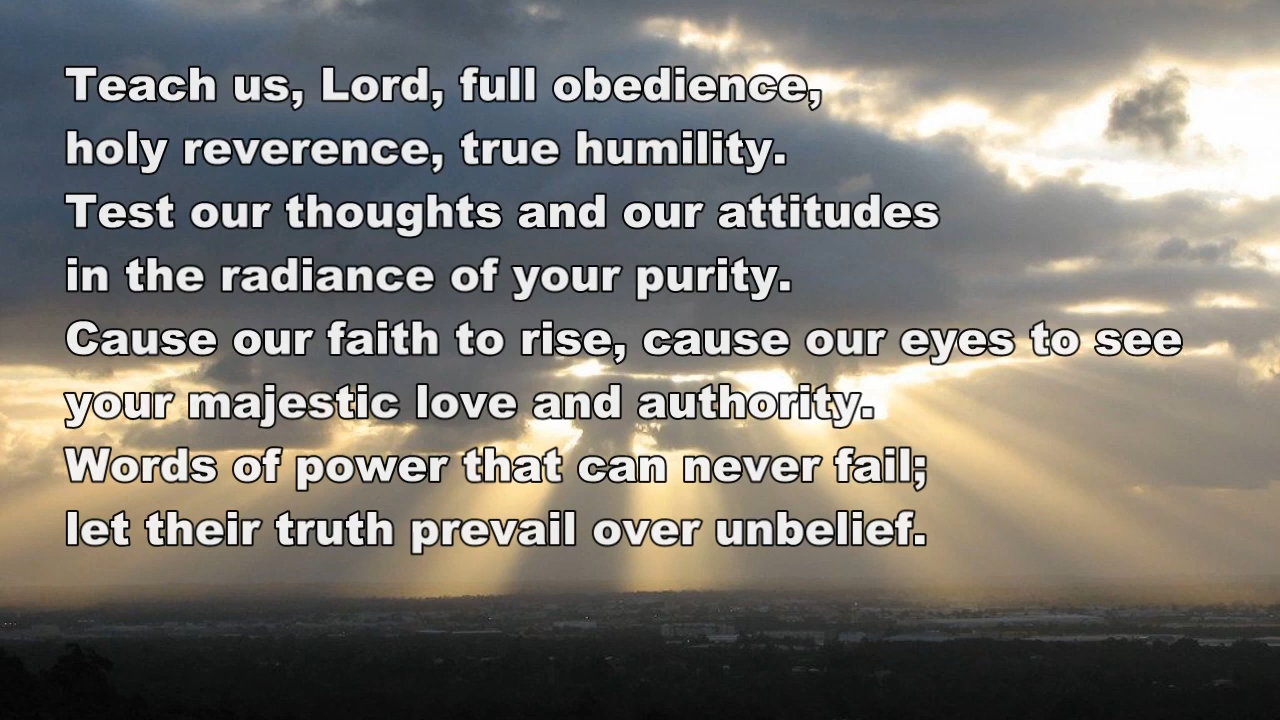 Teach us, Lord, full obedience,
holy reverence, true humility.
Test our thoughts and our attitudes
in the radiance of your purity.
Cause our faith to rise, cause our eyes to see
your majestic love and authority.
Words of power that can never fail;
let their truth prevail over unbelief.